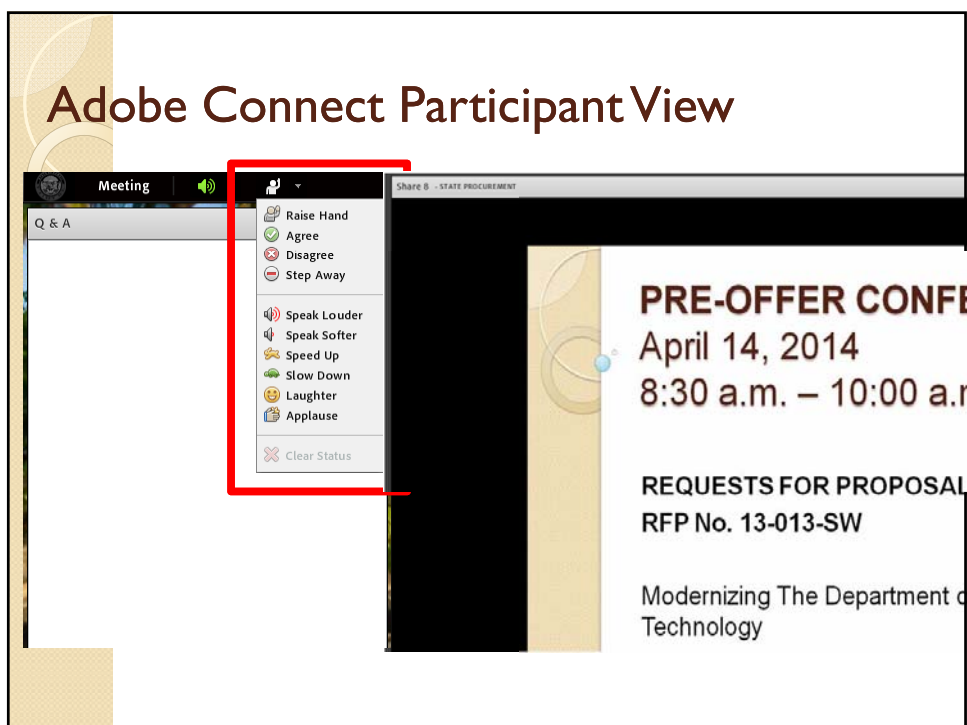 Adobe Connect Participant View
Meeting
Q & A
Raise Hand
Agree
Disagree
Step Away
Speak Louder
Speak Softer
Speed Up
Slow Down
Laughter
Applause
Clear Status
Share 8 - STATE PROCUREMENT
PRE-OFFER CONFE
April 14, 2014
8:30 a.m. – 10:00 a.
REQUESTS FOR PROPOSAL
RFP No. 13-013-SW
Modernizing The Department
Technology